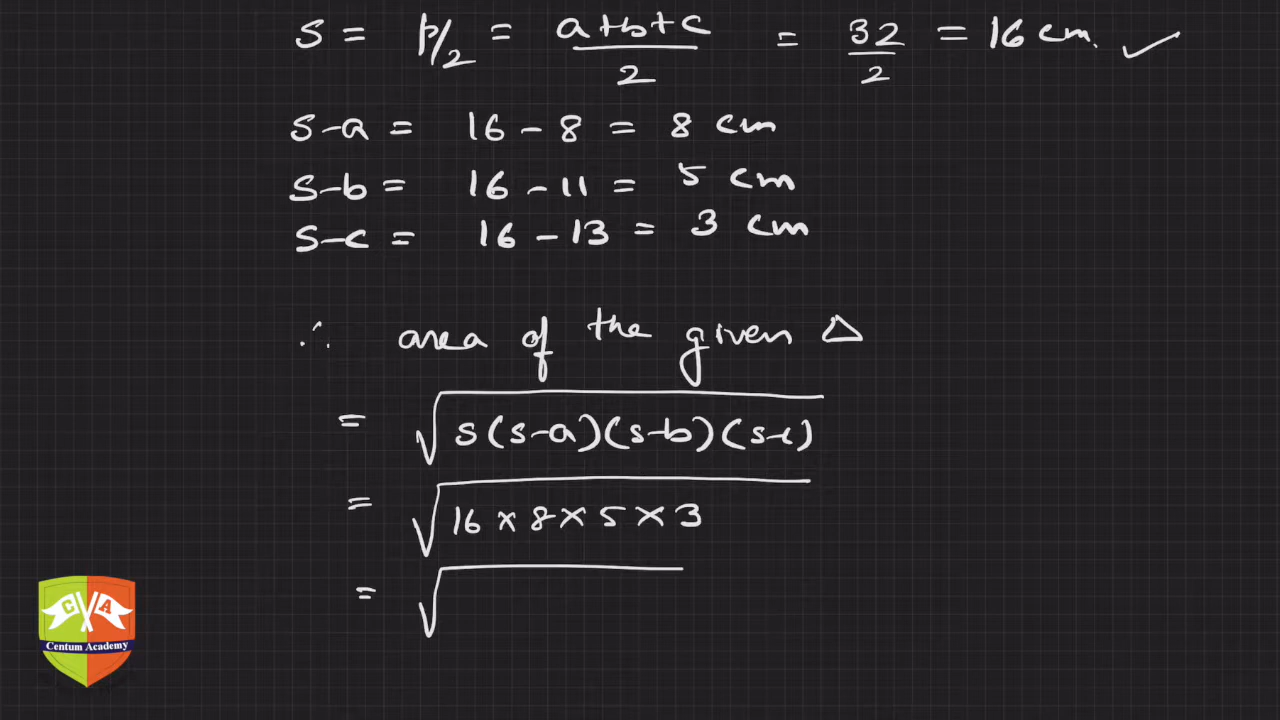 s = p/2 = a+b+c/2 = 32/2 = 16 cm. ✓
s-a = 16 - 8 = 8 cm
s-b = 16 - 11 = 5 cm
s-c = 16 - 13 = 3 cm
∴ area of the given Δ
= √s(s-a)(s-b)(s-c)
= √16 × 8 × 5 × 3
= √
C A
Centum Academy